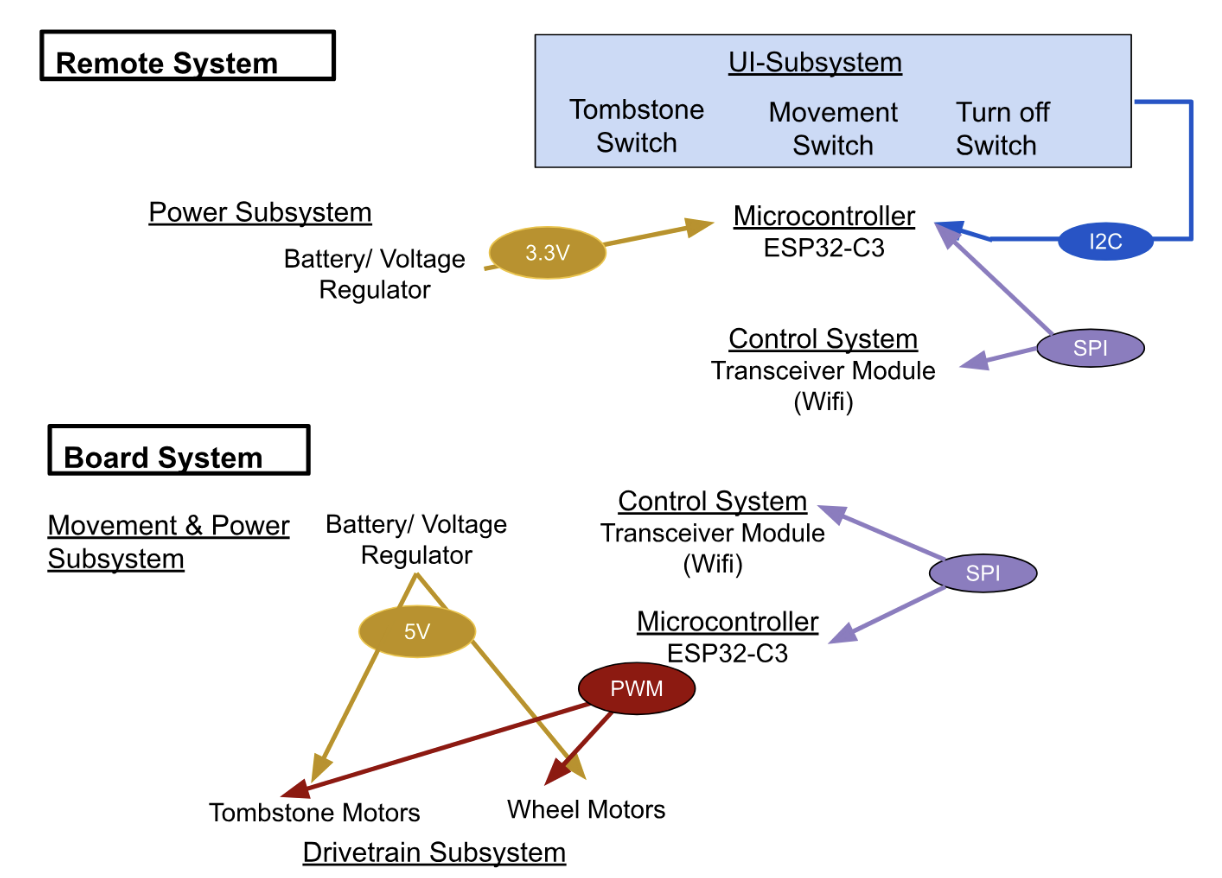 Remote System
UI-Subsystem
Tombstone Switch
Movement Switch
Turn off Switch
Power Subsystem
Battery/ Voltage
Regulator
3.3V
Microcontroller
ESP32-C3
I2C
Control System
Transceiver Module
(Wifi)
SPI
Board System
Movement & Power
Subsystem
Battery/ Voltage
Regulator
5V
Control System
Transceiver Module
(Wifi)
SPI
Microcontroller
ESP32-C3
PWM
Tombstone Motors
Wheel Motors
Drivetrain Subsystem